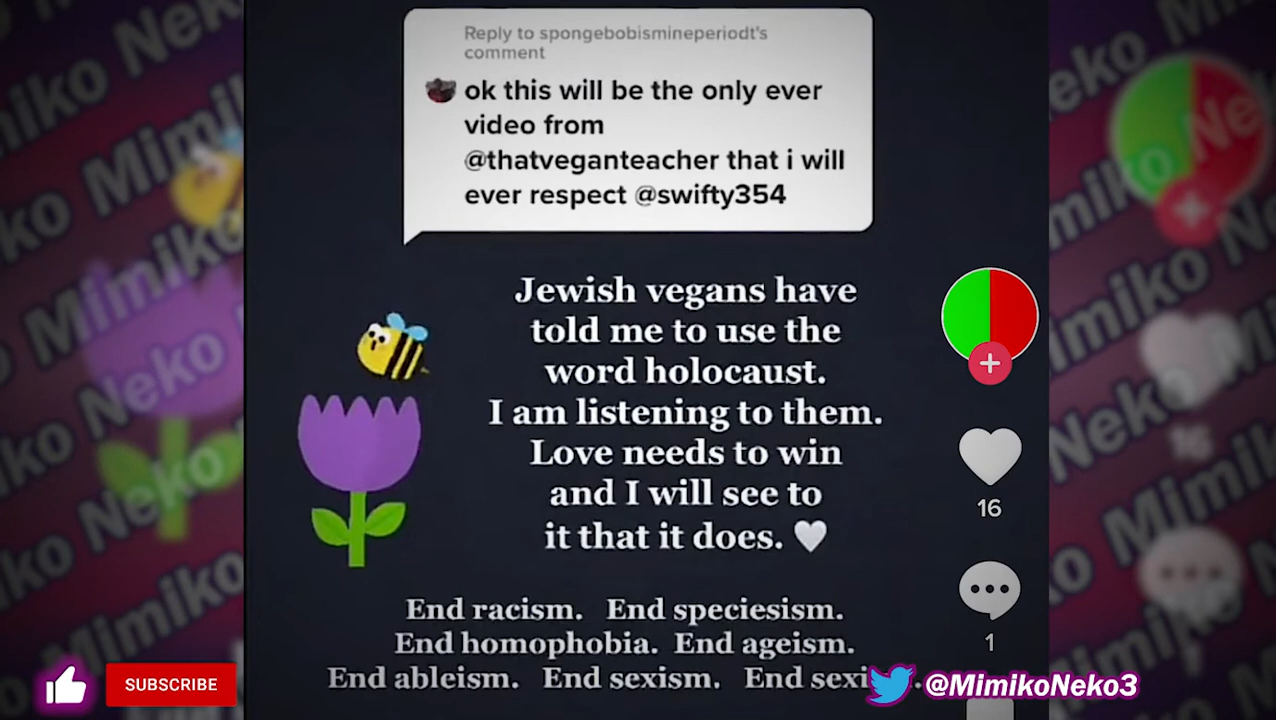 Reply to spongebobismineperiodt's
comment
ok this will be the only ever
video from
@thatveganteacher that i will
ever respect @swifty354
Jewish vegans have
told me to use the
word holocaust.
I am listening to them.
Love needs to win
and I will see to
it that it does. 🤍
16
1
End racism. End speciesism.
End homophobia. End ageism.
End ableism. End sexism. End
SUBSCRIBE
@MimikoNeko3
Mimiko Neko